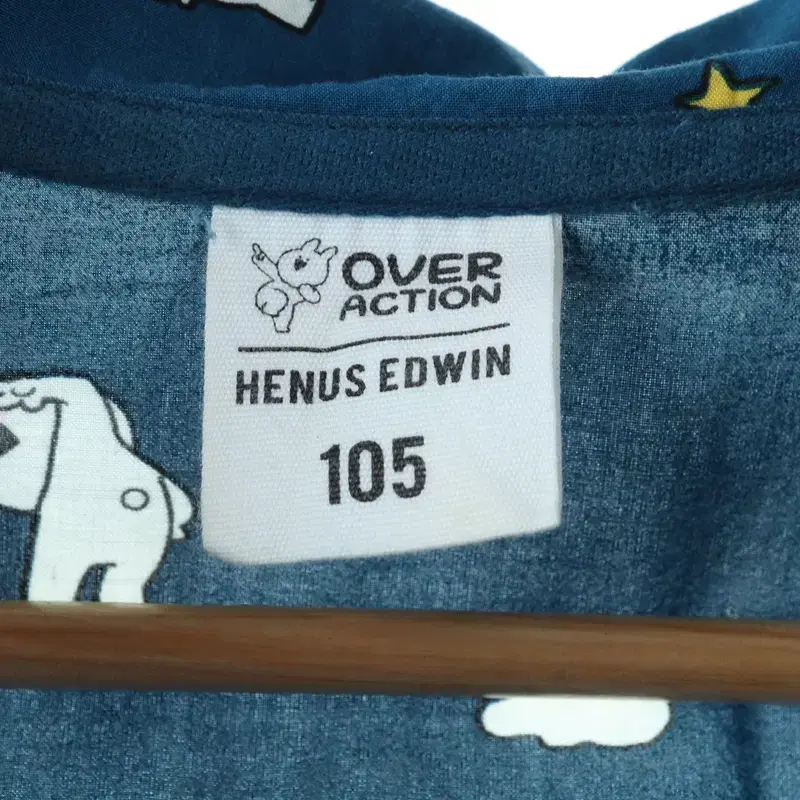 OVER
ACTION
HENUS EDWIN
105